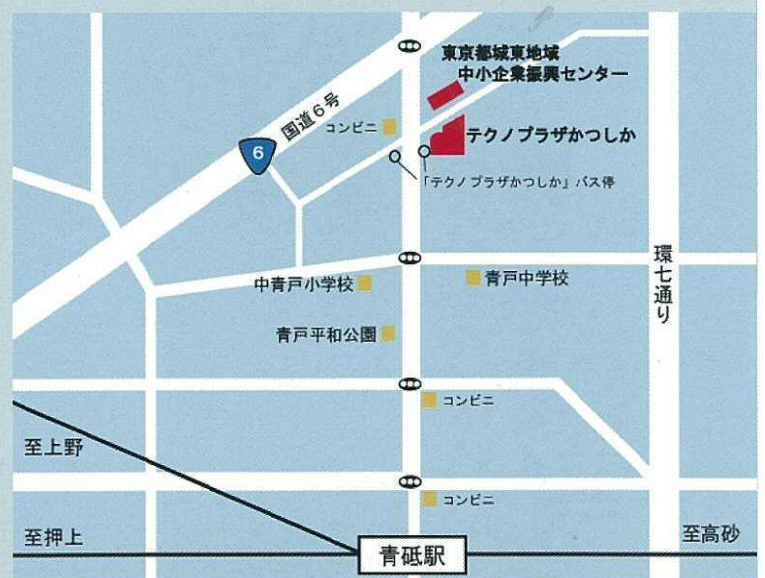 東京都城東地域
中小企業振興センター
国道6号
コンビニ
6
テクノプラザかつしか
「テクノプラザかつしか」バス停
環七通り
中青戸小学校
青戸中学校
青戸平和公園
コンビニ
至上野
コンビニ
至押上
青砥駅
至高砂